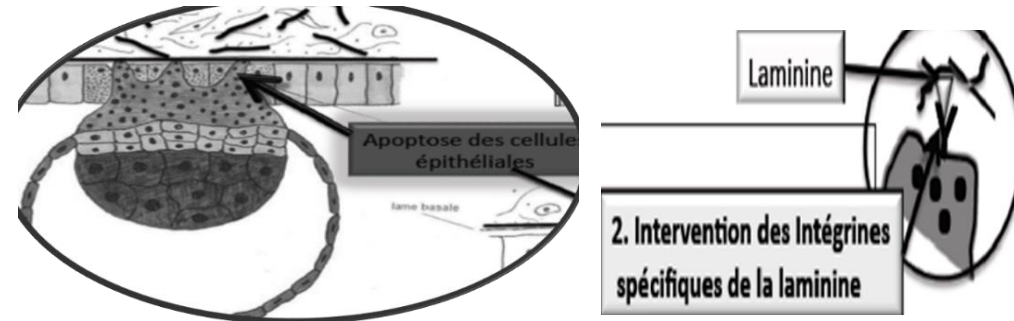 Apoptose des cellules
épithéliales
lame basale
Laminine
2. Intervention des Intégrines
spécifiques de la laminine